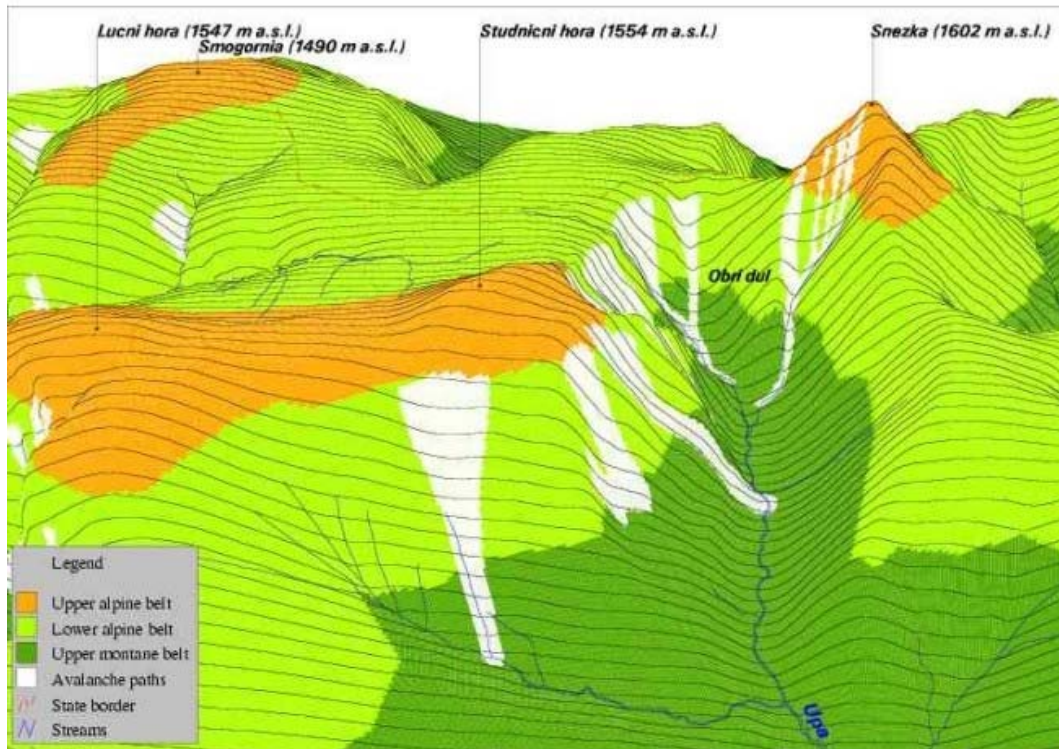 Lucni hora (1547 m a.s.l.)
Smogornia (1490 m a.s.l.)
Studnicni hora (1554 m a.s.l.)
Snezka (1602 m a.s.l.)
Obrí dul
Legend
Upper alpine belt
Lower alpine belt
Upper montane belt
Avalanche paths
State border
Streams
Upa